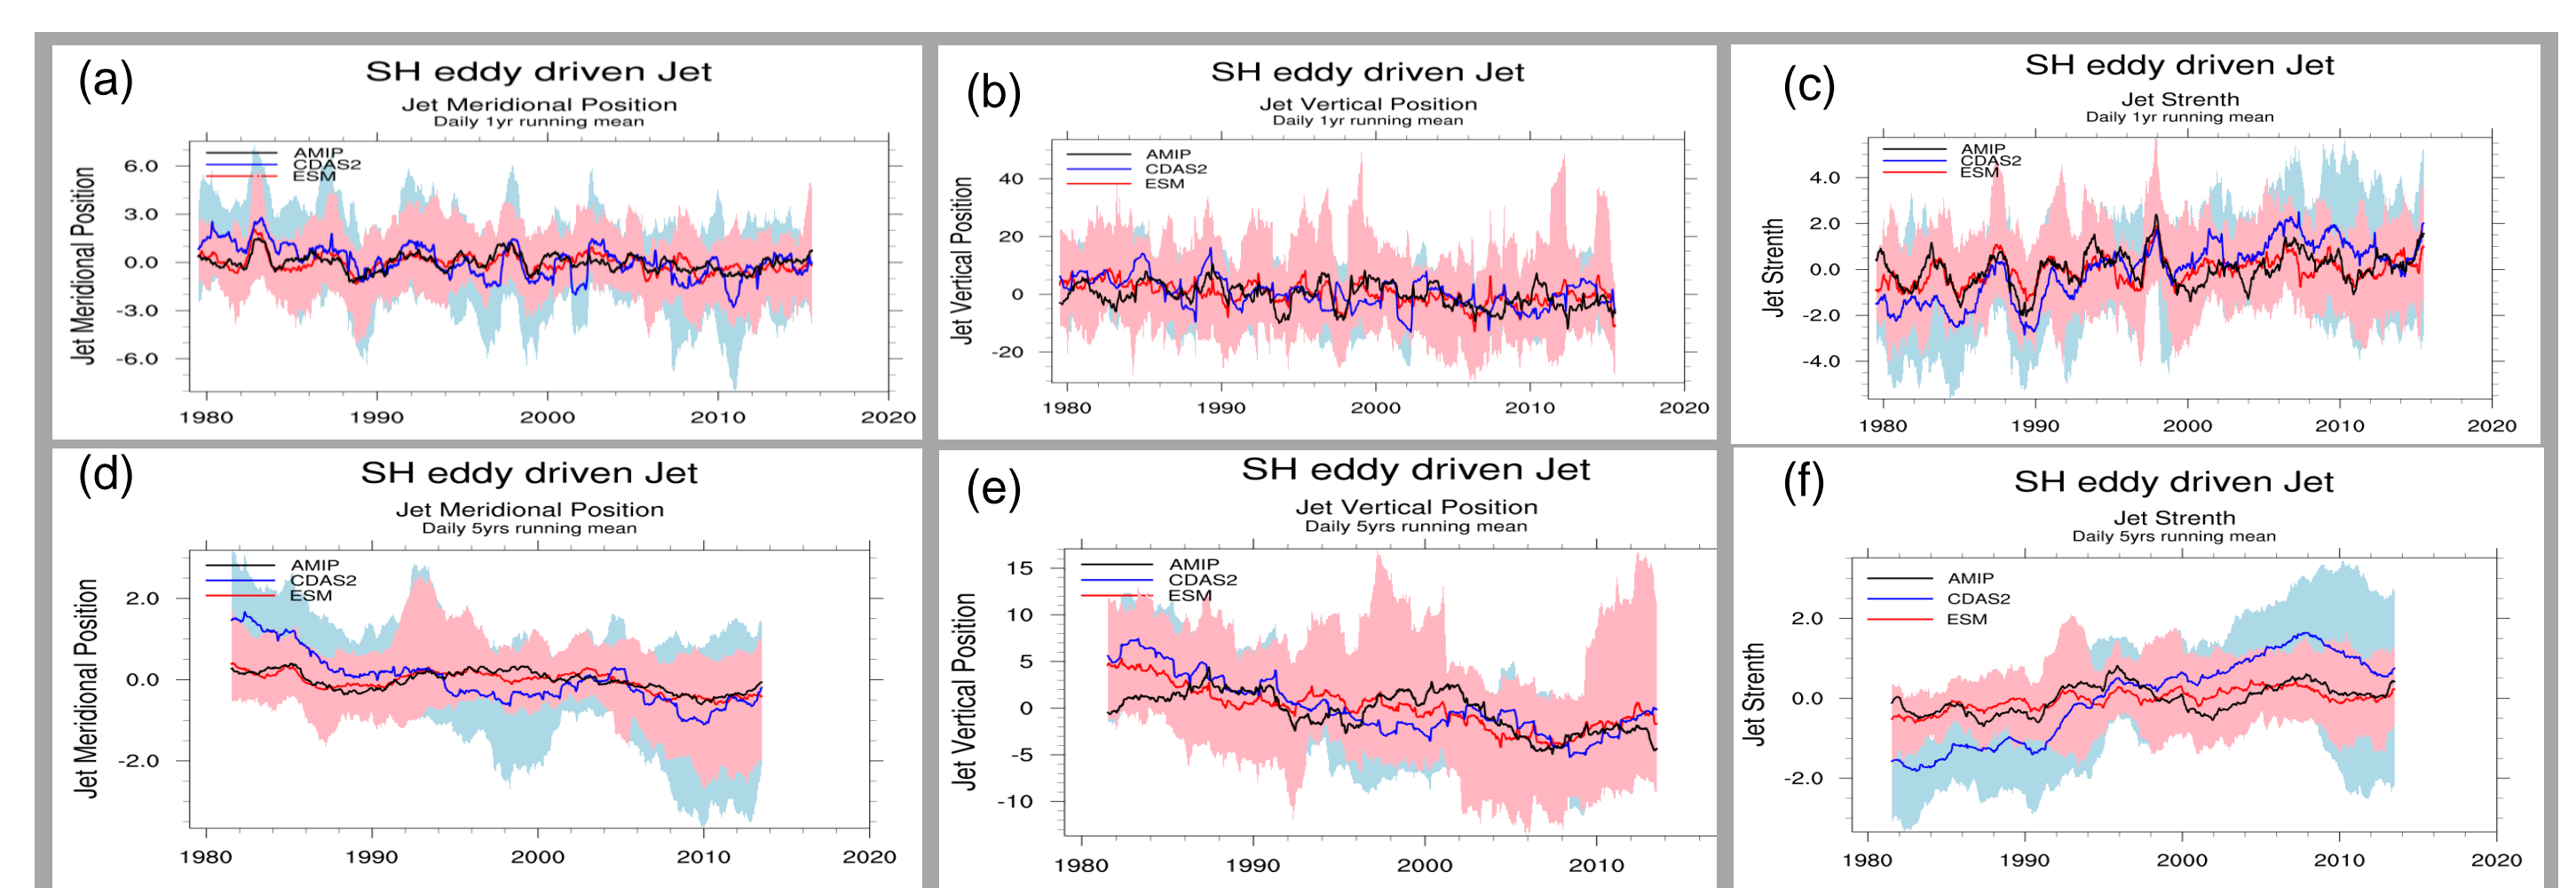 (a)
SH eddy driven Jet
Jet Meridional Position
Daily 1yr running mean
AMIP
CDAS2
ESM
Jet Meridional Position
6.0
3.0
0.0
-3.0
-6.0
1980 1990 2000 2010 2020
(b)
SH eddy driven Jet
Jet Vertical Position
Daily 1yr running mean
AMIP
CDAS2
ESM
Jet Vertical Position
40
20
0
-20
1980 1990 2000 2010 2020
(c)
SH eddy driven Jet
Jet Strenth
Daily 1yr running mean
AMIP
CDAS2
ESM
Jet Strenth
4.0
2.0
0.0
-2.0
-4.0
1980 1990 2000 2010 2020
(d)
SH eddy driven Jet
Jet Meridional Position
Daily 5yrs running mean
AMIP
CDAS2
ESM
Jet Meridional Position
2.0
0.0
-2.0
1980 1990 2000 2010 2020
(e)
SH eddy driven Jet
Jet Vertical Position
Daily 5yrs running mean
AMIP
CDAS2
ESM
Jet Vertical Position
15
10
5
0
-5
-10
1980 1990 2000 2010
(f)
SH eddy driven Jet
Jet Strenth
Daily 5yrs running mean
AMIP
CDAS2
ESM
Jet Strenth
2.0
0.0
-2.0
1980 1990 2000 2010 2020